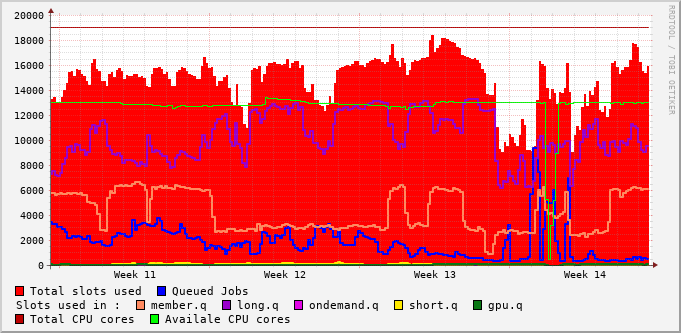 20000
18000
16000
14000
12000
10000
8000
6000
4000
2000
0
Week 11 Week 12 Week 13 Week 14
RRDTOOL / TOBI OETIKER
Total slots used Queued Jobs
Slots used in : member.q long.q ondemand.q short.q gpu.q
Total CPU cores Availale CPU cores